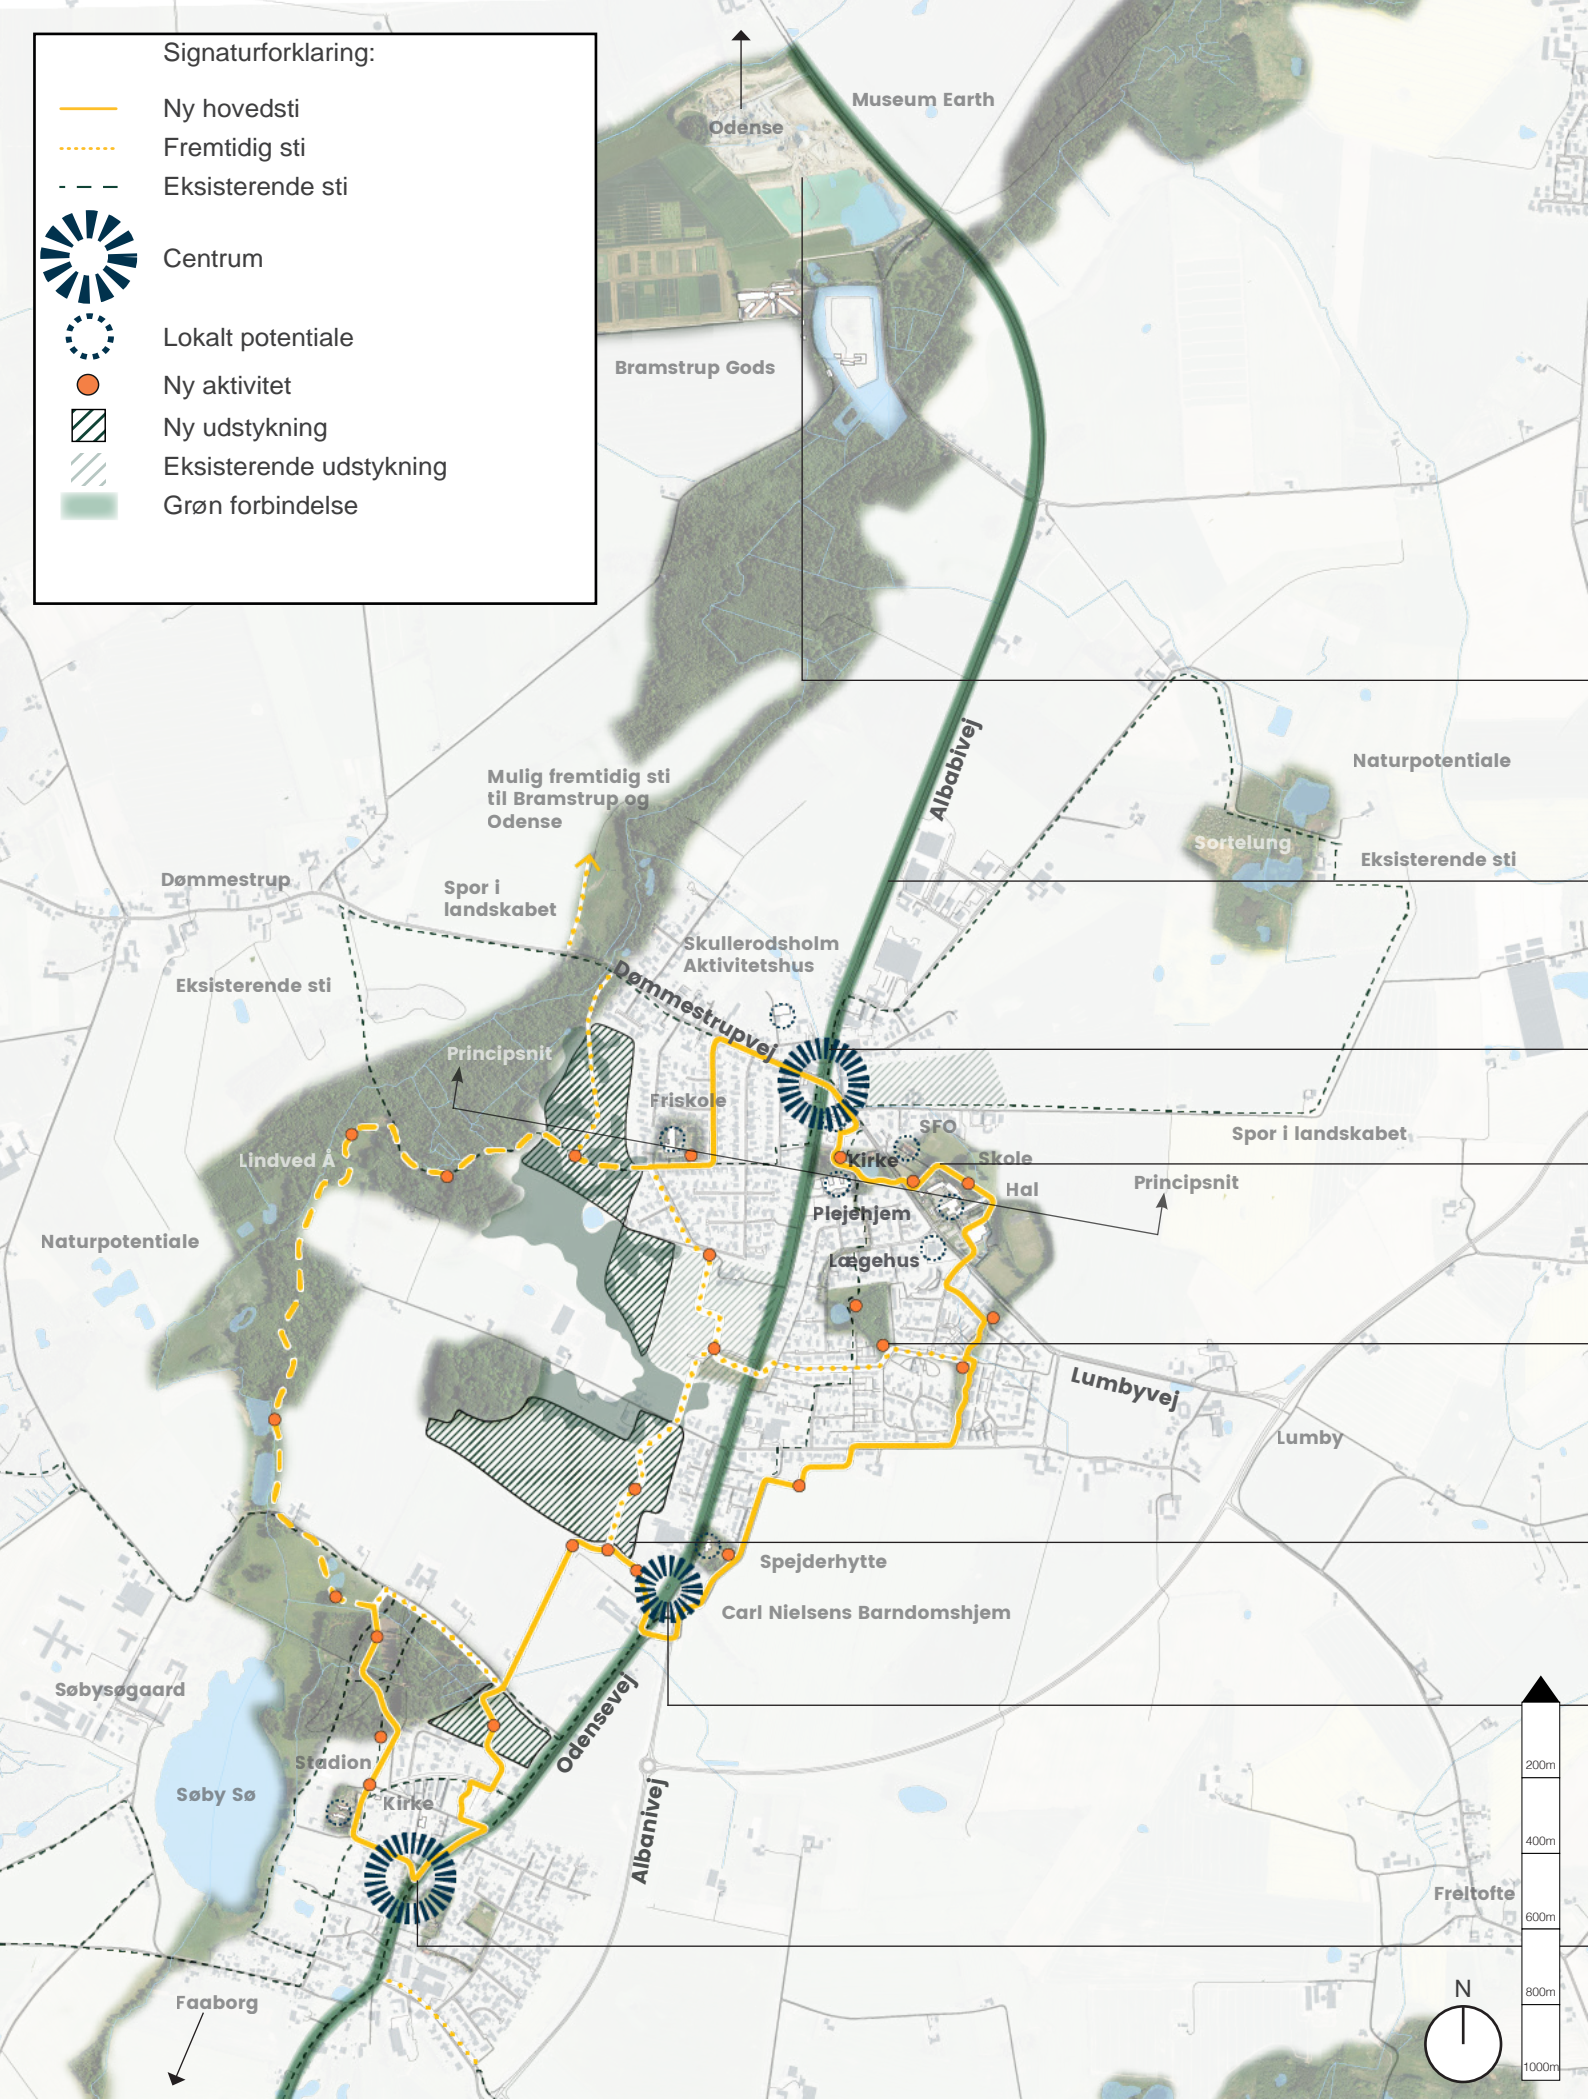 Signaturforklaring:
Ny hovedsti
Fremtidig sti
Eksisterende sti
Centrum
Lokalt potentiale
Ny aktivitet
Ny udstykning
Eksisterende udstykning
Grøn forbindelse
Museum Earth
Odense
Bramstrup Gods
Albabivej
Mulig fremtidig sti
til Bramstrup og
Odense
Naturpotentiale
Sortelung
Eksisterende sti
Dømmestrup
Spor i
landskabet
Skullerodsholm
Aktivitetshus
Eksisterende sti
Dømmestrupvej
Principsnit
Friskole
SFO
Spor i landskabet
Lindved Å
Kirke
Skole
Hal
Principsnit
Plejehjem
Naturpotentiale
Lægehus
Lumbyvej
Lumby
Spejderhytte
Carl Nielsens Barndomshjem
Søbysøgaard
Odensevej
Stadion
Søby Sø
Kirke
Albanivej
200m
400m
Freltofte
600m
N
800m
1000m
Faaborg